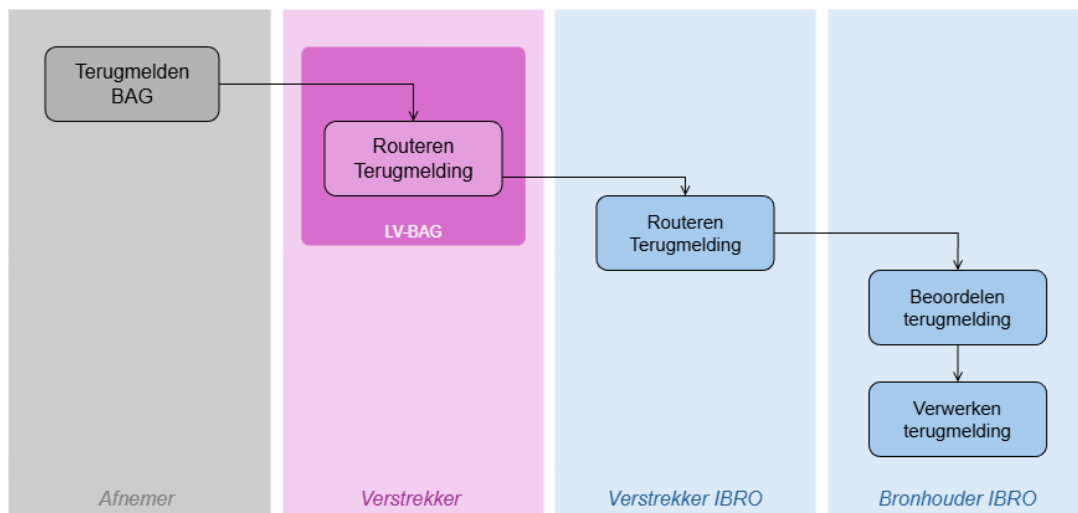 Terugmelden
BAG
Routeren
Terugmelding
LV-BAG
Routeren
Terugmelding
Beoordelen
terugmelding
Verwerken
terugmelding
Afnemer
Verstrekker
Verstrekker IBRO
Bronhouder IBRO